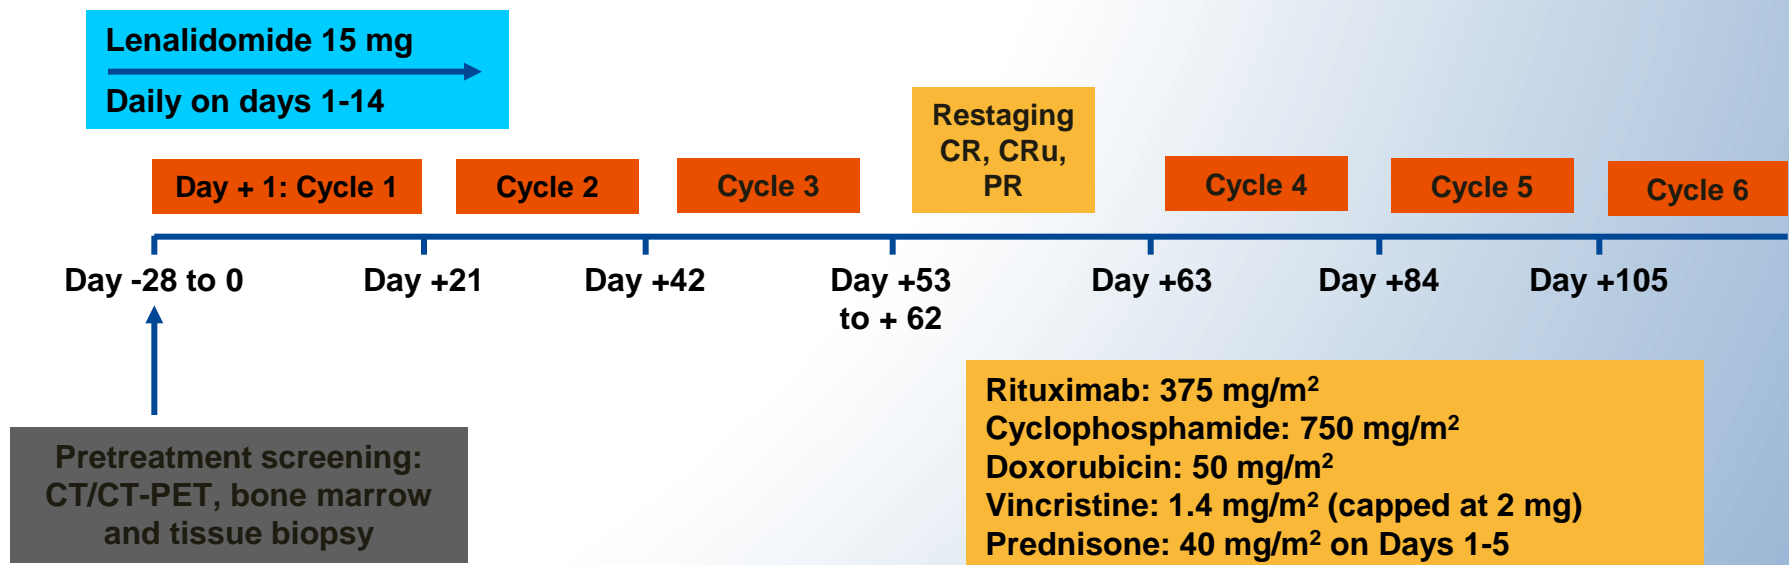 Lenalidomide 15 mg
Daily on days 1-14
Restaging
CR, CRu,
PR
Day + 1: Cycle 1
Cycle 2
Cycle 3
Cycle 4
Cycle 5
Cycle 6
Day -28 to 0
Day +21
Day +42
Day +53
to + 62
Day +63
Day +84
Day +105
Pretreatment screening:
CT/CT-PET, bone marrow
and tissue biopsy
Rituximab: 375 mg/m²
Cyclophosphamide: 750 mg/m²
Doxorubicin: 50 mg/m²
Vincristine: 1.4 mg/m² (capped at 2 mg)
Prednisone: 40 mg/m² on Days 1-5